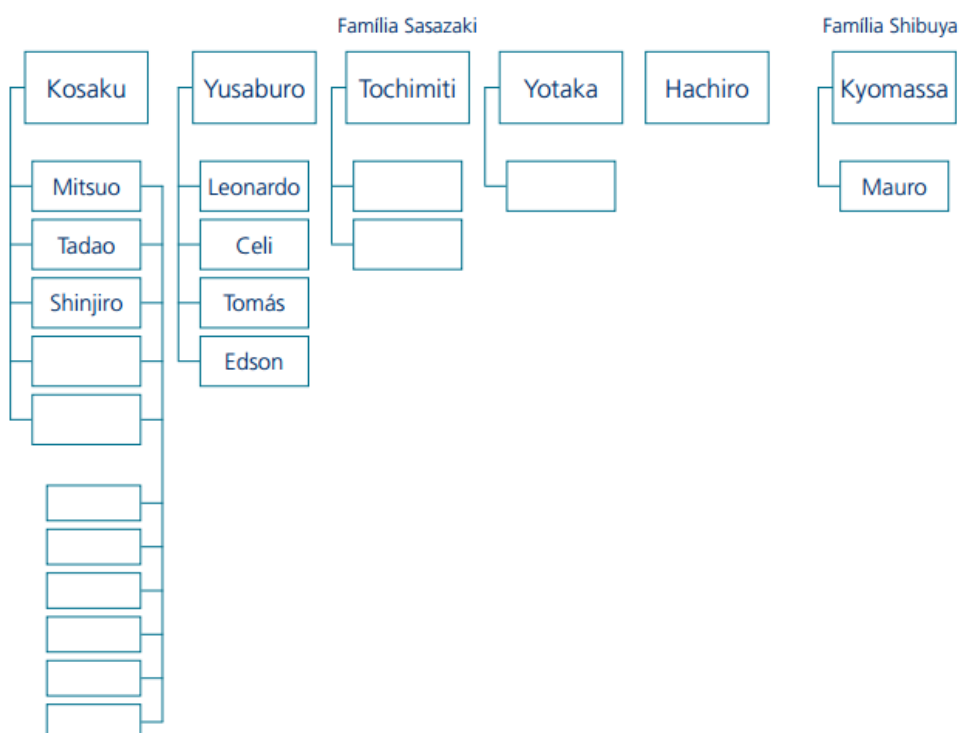 Família Sasazaki
Família Shibuya
Kosaku
Yusaburo
Tochimiti
Yotaka
Hachiro
Kyomassa
Mitsuo
Leonardo
Mauro
Tadao
Celi
Shinjiro
Tomás
Edson